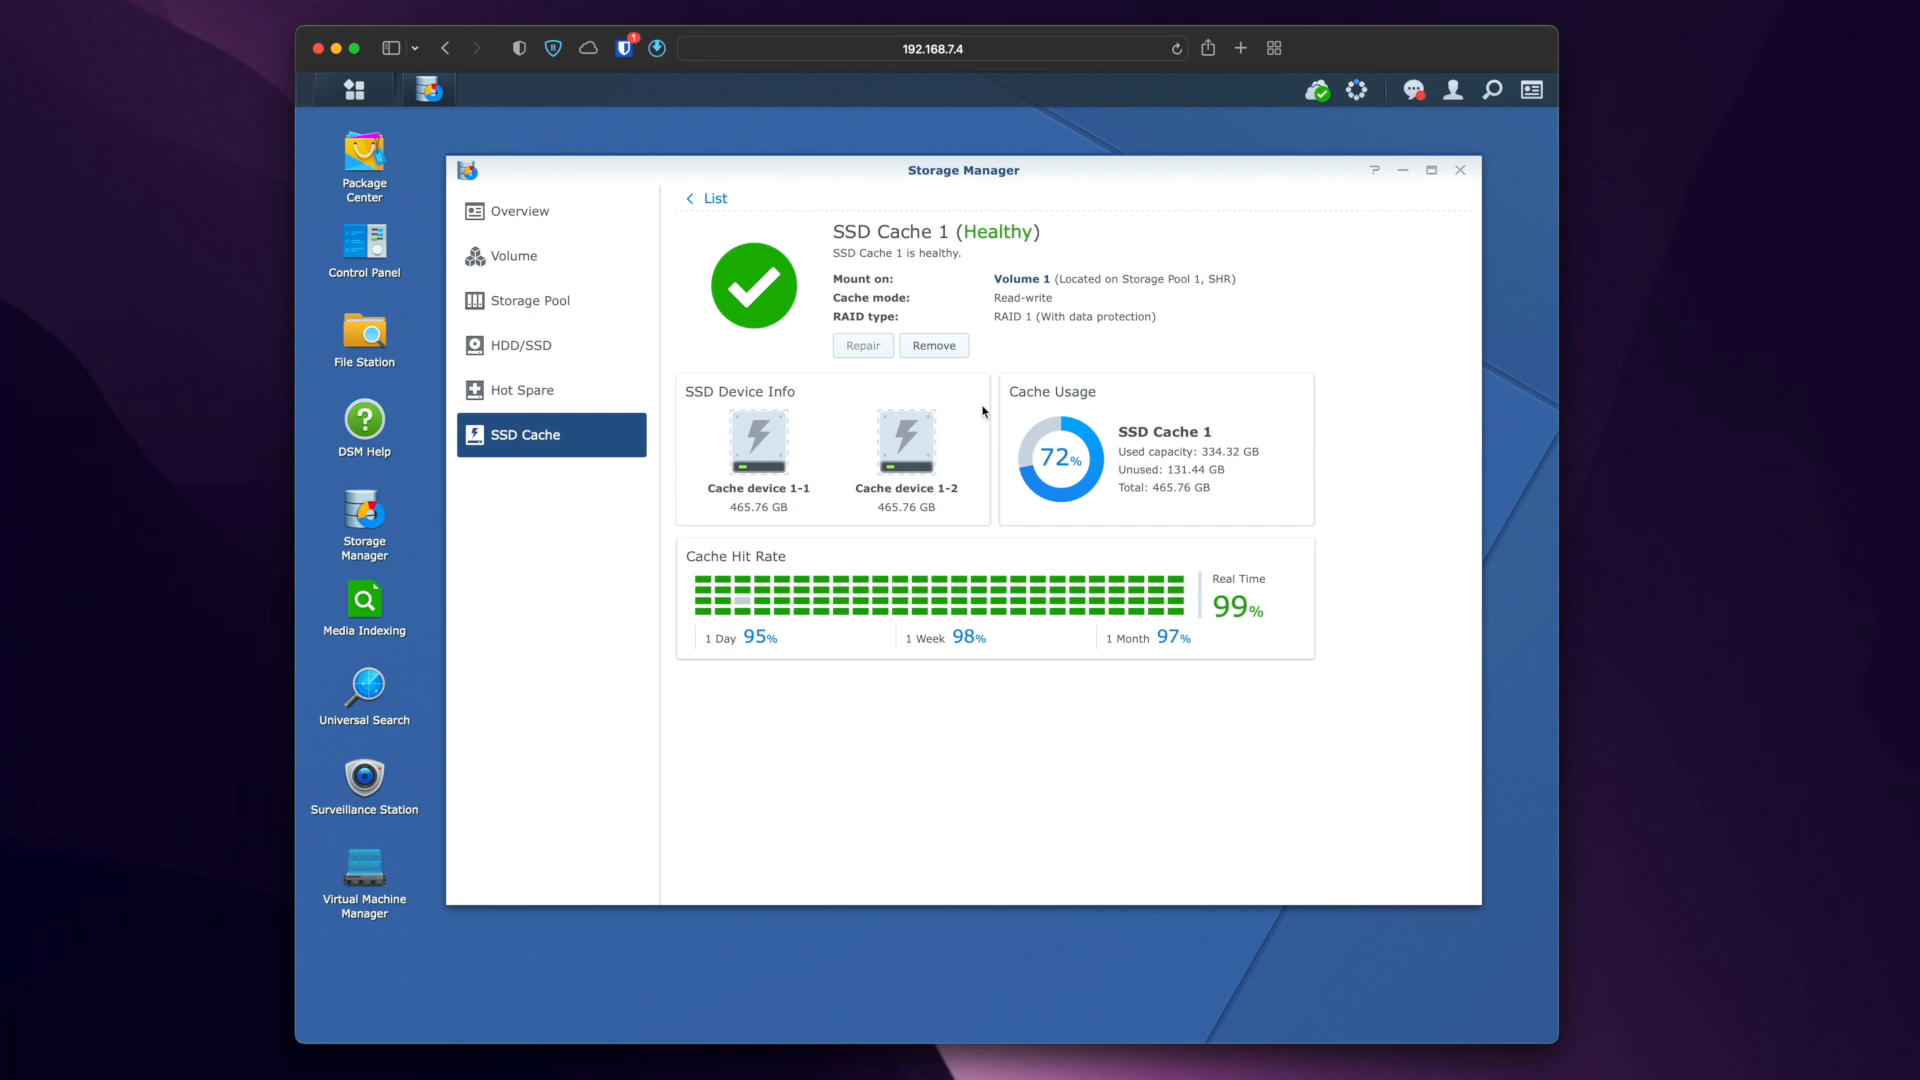 1
192.168.7.4
Package
Center
Control Panel
File Station
DSM Help
Storage
Manager
Media Indexing
Universal Search
Surveillance Station
Virtual Machine
Manager
Storage Manager
Overview
Volume
Storage Pool
HDD/SSD
Hot Spare
SSD Cache
List
SSD Cache 1 (Healthy)
SSD Cache 1 is healthy.
Mount on: Volume 1 (Located on Storage Pool 1, SHR)
Cache mode: Read-write
RAID type: RAID 1 (With data protection)
Repair Remove
SSD Device Info
Cache device 1-1 Cache device 1-2
465.76 GB 465.76 GB
Cache Usage
72%
SSD Cache 1
Used capacity: 334.32 GB
Unused: 131.44 GB
Total: 465.76 GB
Cache Hit Rate
Real Time
99%
1 Day 95% 1 Week 98% 1 Month 97%